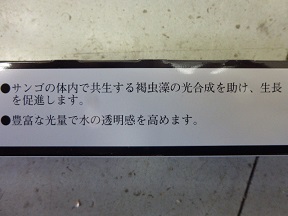 ●サンゴの体内で共生する褐虫藻の光合成を助け、生長
を促進します。
●豊富な光量で水の透明感を高めます。